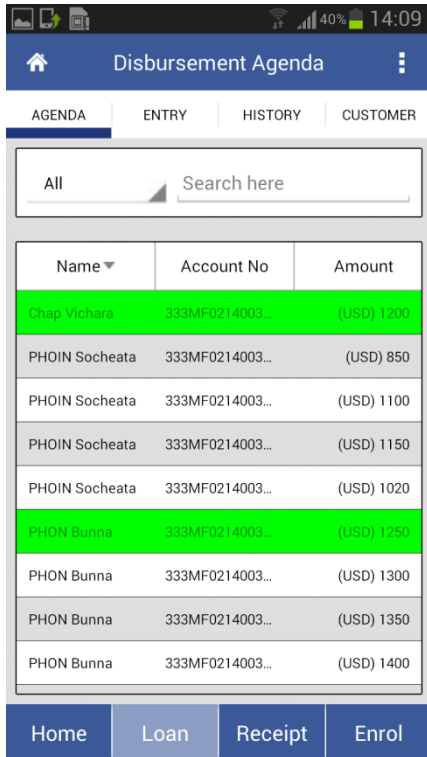 40% 14:09
Disbursement Agenda
AGENDA ENTRY HISTORY CUSTOMER
All Search here
Name Account No Amount
Chap Vichara 333MF0214003... (USD) 1200
PHOIN Socheata 333MF0214003... (USD) 850
PHOIN Socheata 333MF0214003... (USD) 1100
PHOIN Socheata 333MF0214003... (USD) 1150
PHOIN Socheata 333MF0214003... (USD) 1020
PHON Bunna 333MF0214003... (USD) 1250
PHON Bunna 333MF0214003... (USD) 1300
PHON Bunna 333MF0214003... (USD) 1350
PHON Bunna 333MF0214003... (USD) 1400
Home Loan Receipt Enrol